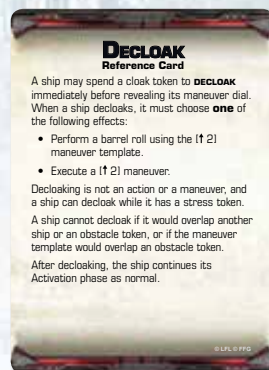 DECLOAK
Reference Card
A ship may spend a cloak token to DECLOAK
immediately before revealing its maneuver dial.
When a ship decloaks, it must choose one of
the following effects:
• Perform a barrel roll using the [↑ 2]
maneuver template.
• Execute a [↑ 2] maneuver.
Decloaking is not an action or a maneuver, and
a ship can decloak while it has a stress token.
A ship cannot decloak if it would overlap another
ship or an obstacle token, or if the maneuver
template would overlap an obstacle token.
After decloaking, the ship continues its
Activation phase as normal.
© LFL © FFG